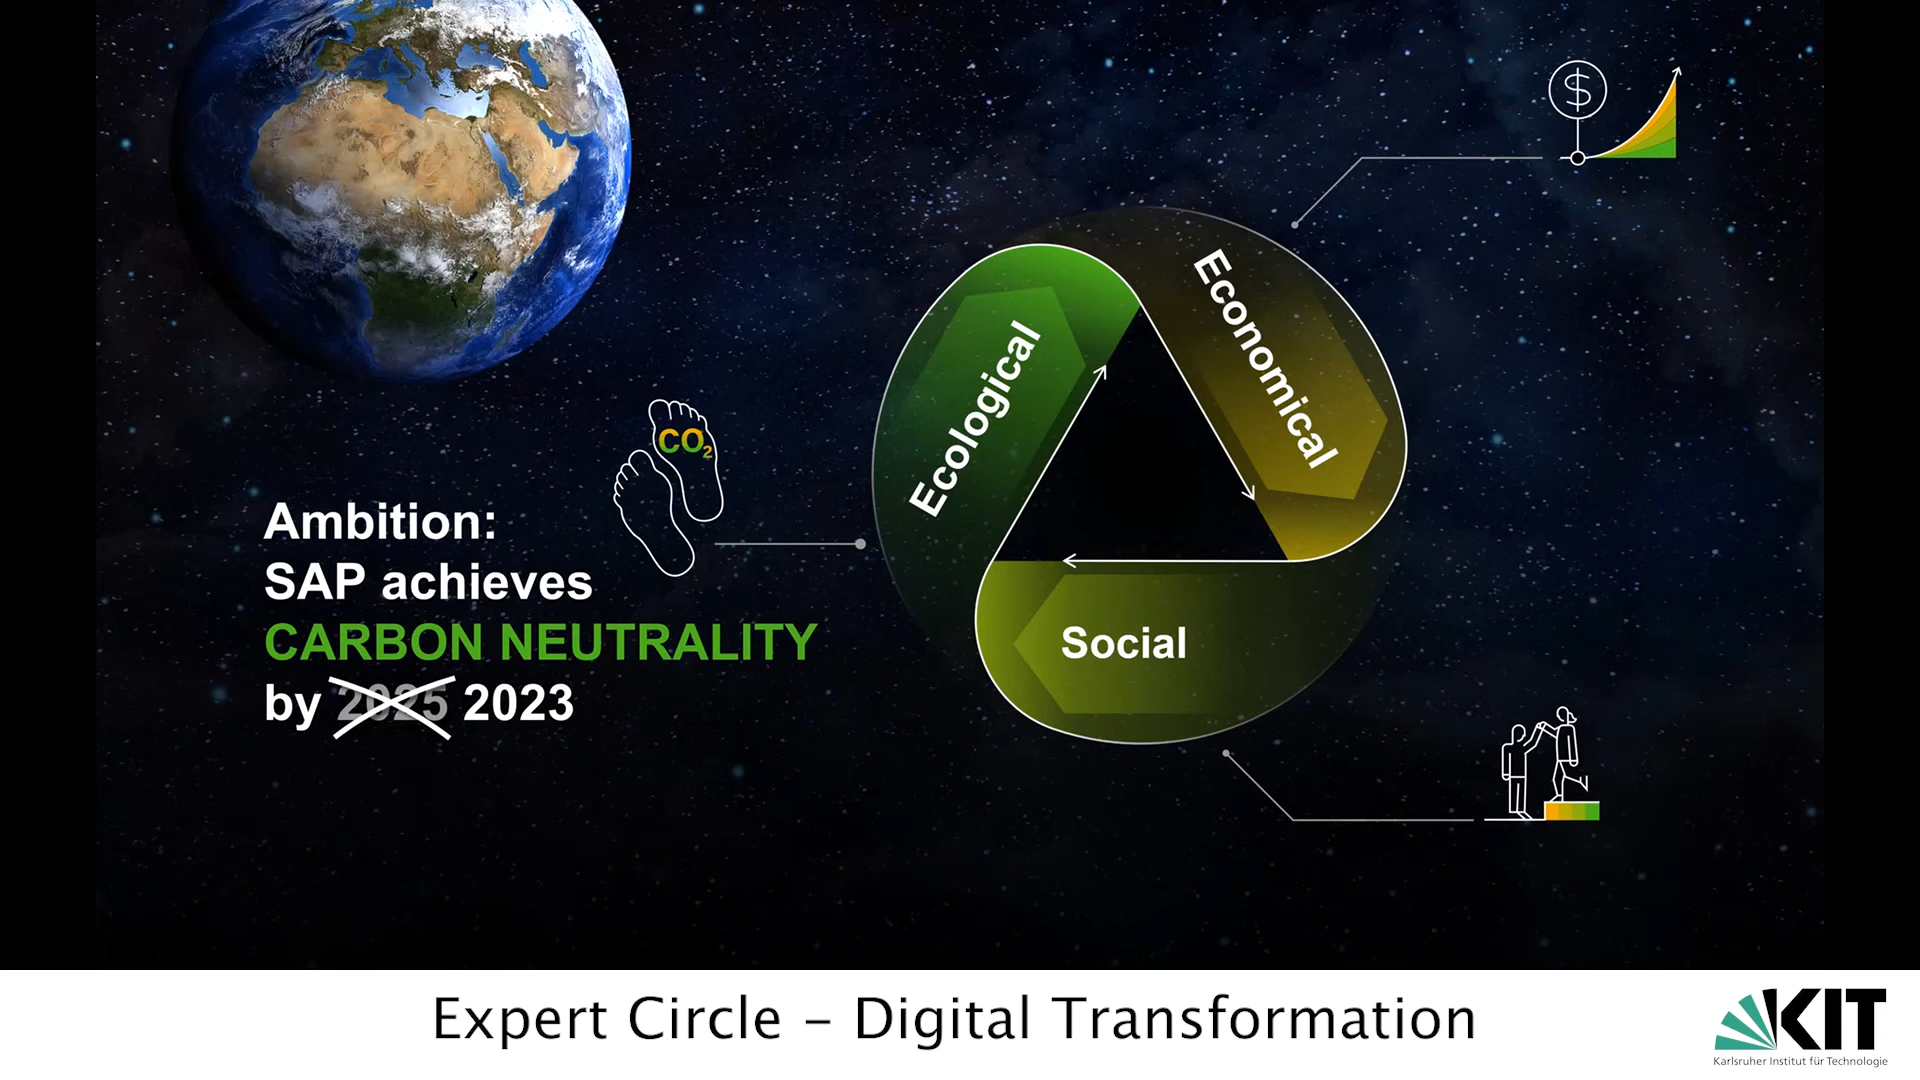 $
Economical
Ecological
CO₂
Ambition:
SAP achieves
CARBON NEUTRALITY
by 2025 2023
Social
Expert Circle – Digital Transformation
KIT
Karlsruher Institut für Technologie